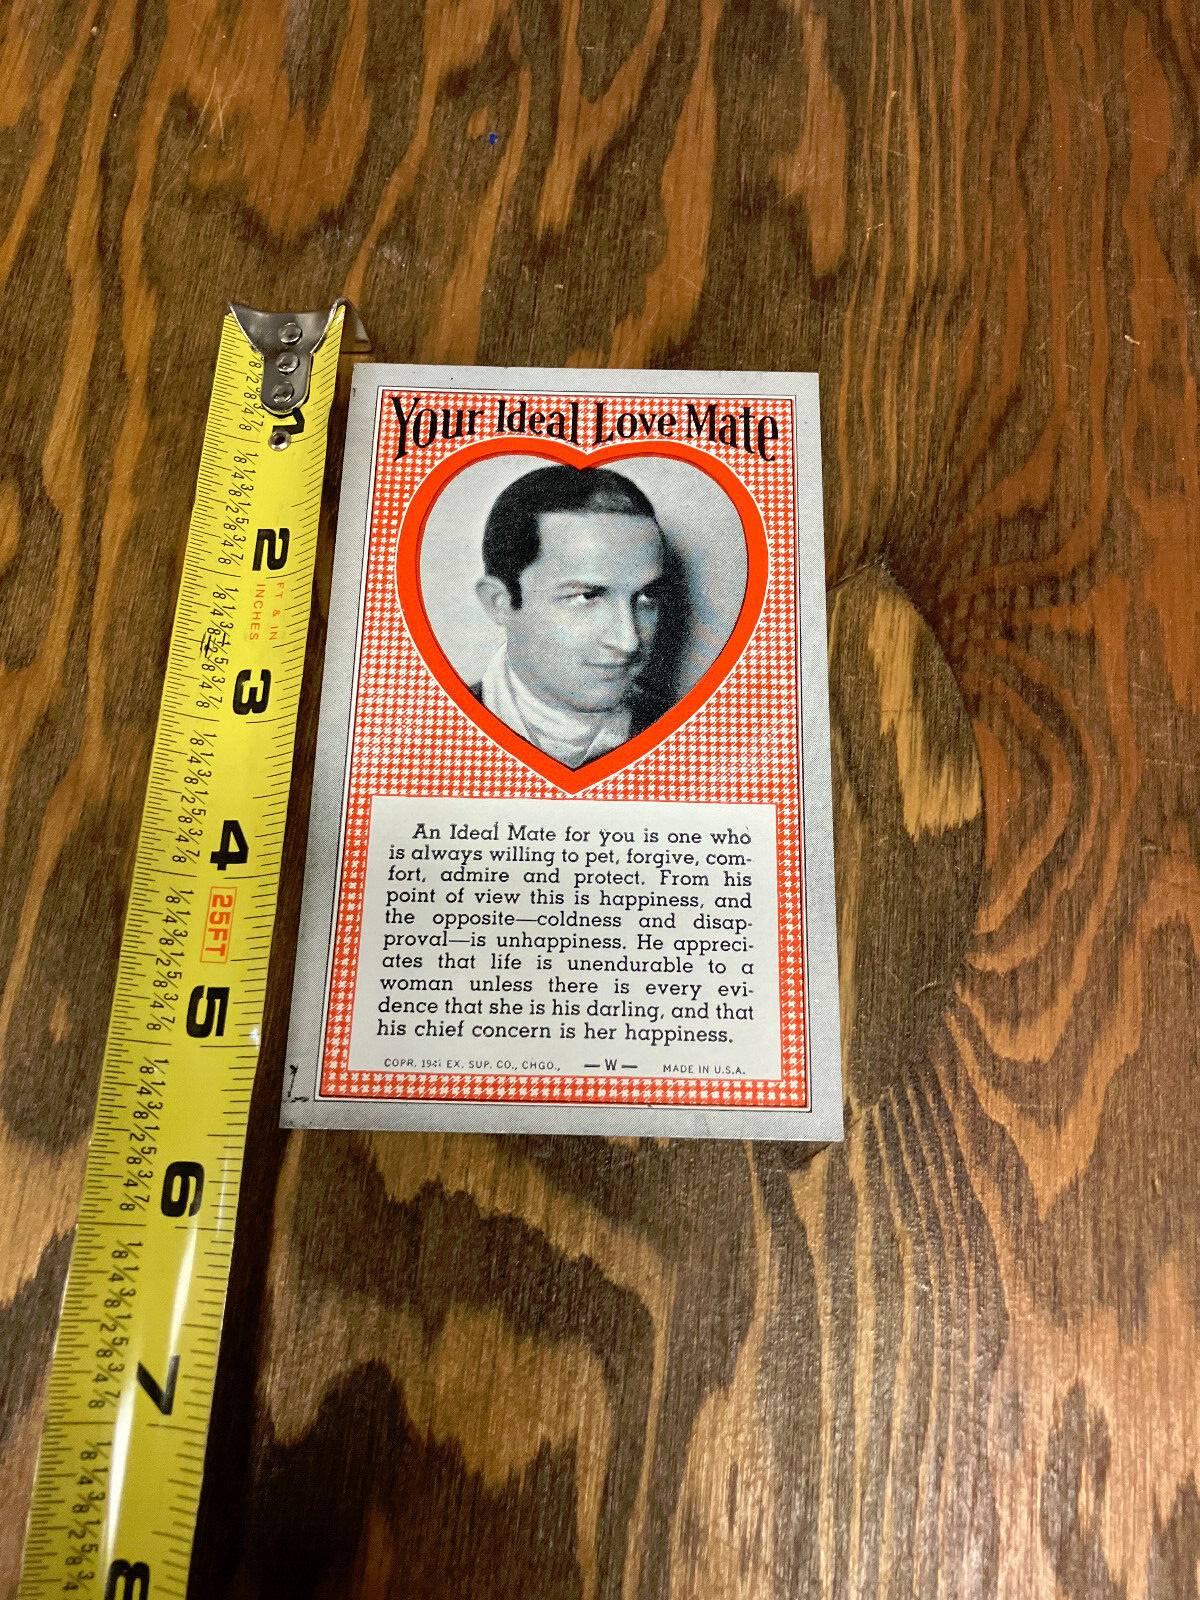 Your Ideal Love Mate
An Ideal Mate for you is one who
is always willing to pet, forgive, com-
fort, admire and protect. From his
point of view this is happiness, and
the opposite—coldness and disap-
proval—is unhappiness. He appreci-
ates that life is unendurable to a
woman unless there is every evi-
dence that she is his darling, and that
his chief concern is her happiness.
COPR. EX. SUP. CO., CHGO., —W— MADE IN U.S.A.
1
2
FT & IN
INCHES
3
4
25FT
5
6
7
8